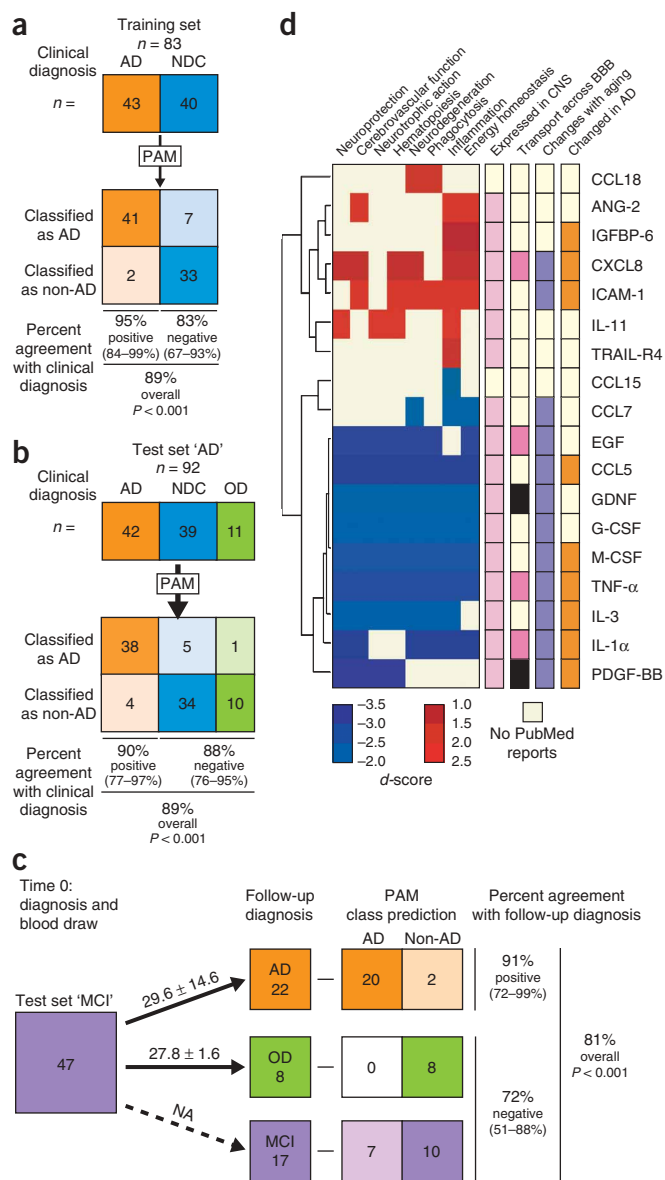 a
Training set
n = 83
Clinical
diagnosis
AD NDC
n =
43 40
PAM
Classified
as AD
41 7
Classified
as non-AD
2 33
Percent
agreement
with clinical
diagnosis
95%
positive
(84–99%)
83%
negative
(67–93%)
89%
overall
P < 0.001
b
Test set ‘AD’
n = 92
Clinical
diagnosis
AD NDC OD
n =
42 39 11
PAM
Classified
as AD
38 5 1
Classified
as non-AD
4 34 10
Percent
agreement
with clinical
diagnosis
90%
positive
(77–97%)
88%
negative
(76–95%)
89%
overall
P < 0.001
d
Neuroprotection
Cerebrovascular function
Neurotrophic action
Hematopoiesis
Neurodegeneration
Phagocytosis
Inflammation
Energy homeostasis
Expressed in CNS
Transport across BBB
Changes with aging
Changed in AD
CCL18
ANG-2
IGFBP-6
CXCL8
ICAM-1
IL-11
TRAIL-R4
CCL15
CCL7
EGF
CCL5
GDNF
G-CSF
M-CSF
TNF-α
IL-3
IL-1α
PDGF-BB
–3.5
–3.0
–2.5
–2.0
1.0
1.5
2.0
2.5
d-score
No PubMed
reports
c
Time 0:
diagnosis and
blood draw
Follow-up
diagnosis
PAM
class prediction
AD Non-AD
Percent agreement
with follow-up diagnosis
Test set ‘MCI’
47
29.6 ± 14.6
27.8 ± 1.6
NA
AD
22
20 2
91%
positive
(72–99%)
OD
8
0 8
MCI
17
7 10
72%
negative
(51–88%)
81%
overall
P < 0.001